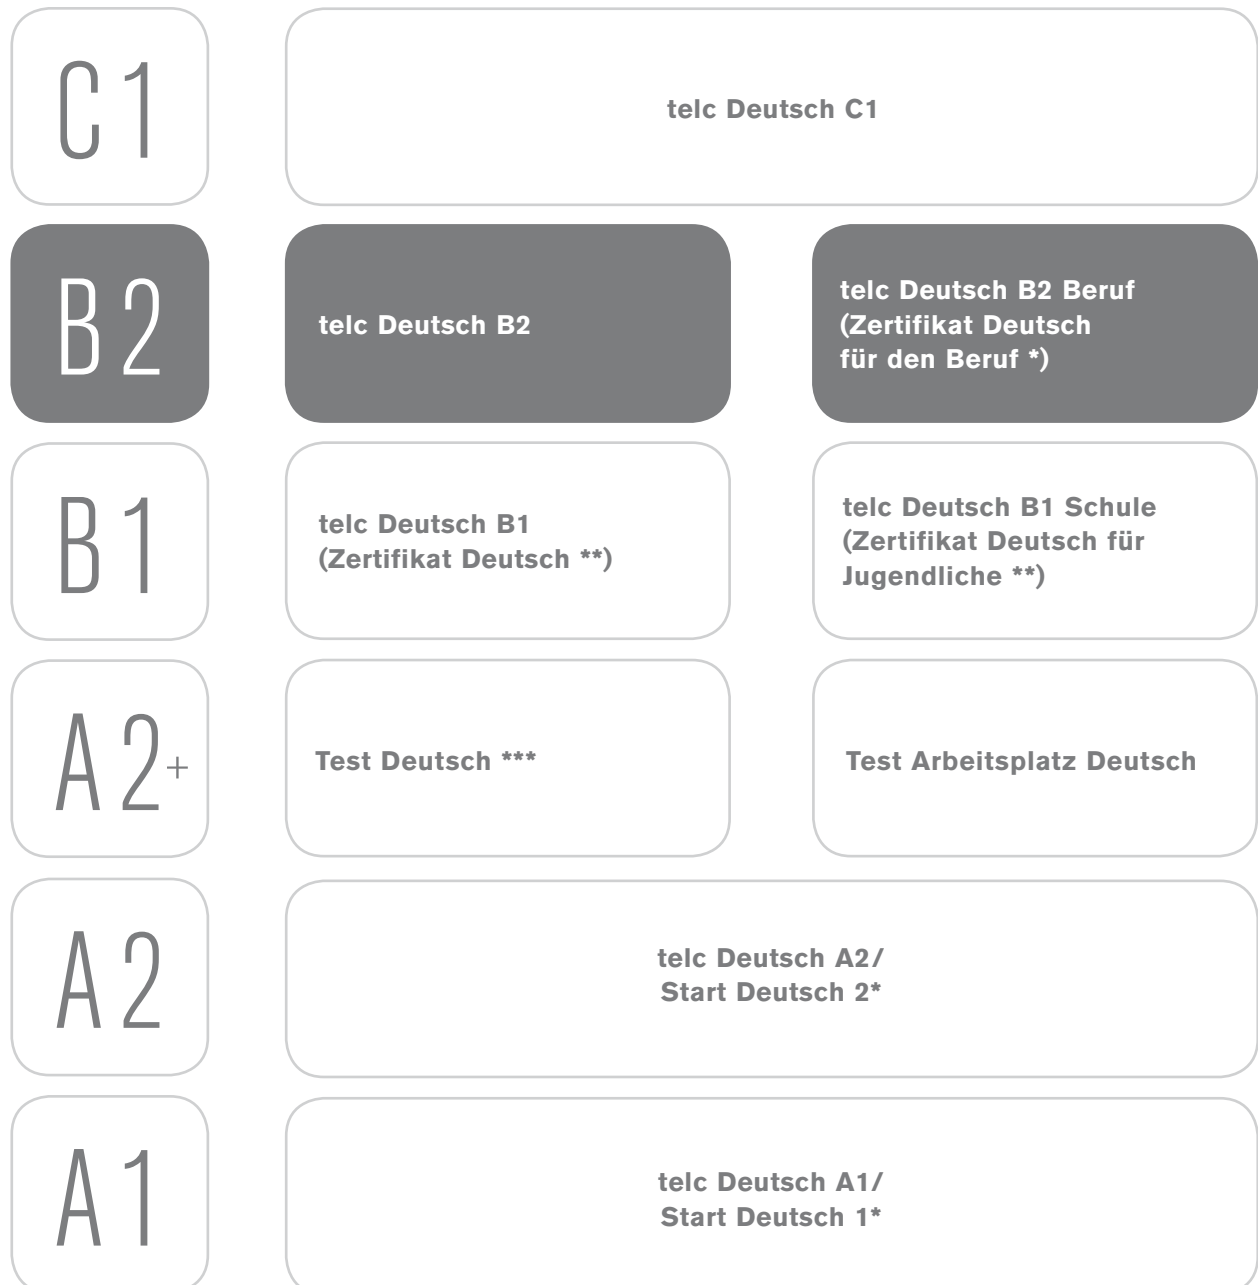 C1
telc Deutsch C1
B2
telc Deutsch B2
telc Deutsch B2 Beruf
(Zertifikat Deutsch
für den Beruf *)
B1
telc Deutsch B1
(Zertifikat Deutsch **)
telc Deutsch B1 Schule
(Zertifikat Deutsch für
Jugendliche **)
A2+
Test Deutsch ***
Test Arbeitsplatz Deutsch
A2
telc Deutsch A2/
Start Deutsch 2*
A1
telc Deutsch A1/
Start Deutsch 1*